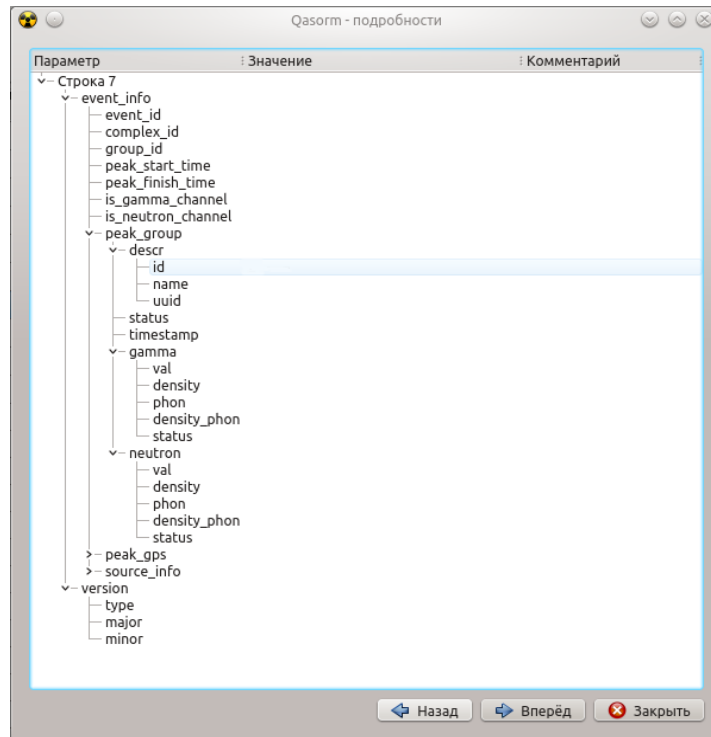 Qasorm - подробности
Параметр Значение Комментарий
Строка 7
event_info
event_id
complex_id
group_id
peak_start_time
peak_finish_time
is_gamma_channel
is_neutron_channel
peak_group
descr
id
name
uuid
status
timestamp
gamma
val
density
phon
density_phon
status
neutron
val
density
phon
density_phon
status
peak_gps
source_info
version
type
major
minor
Назад Вперёд Закрыть